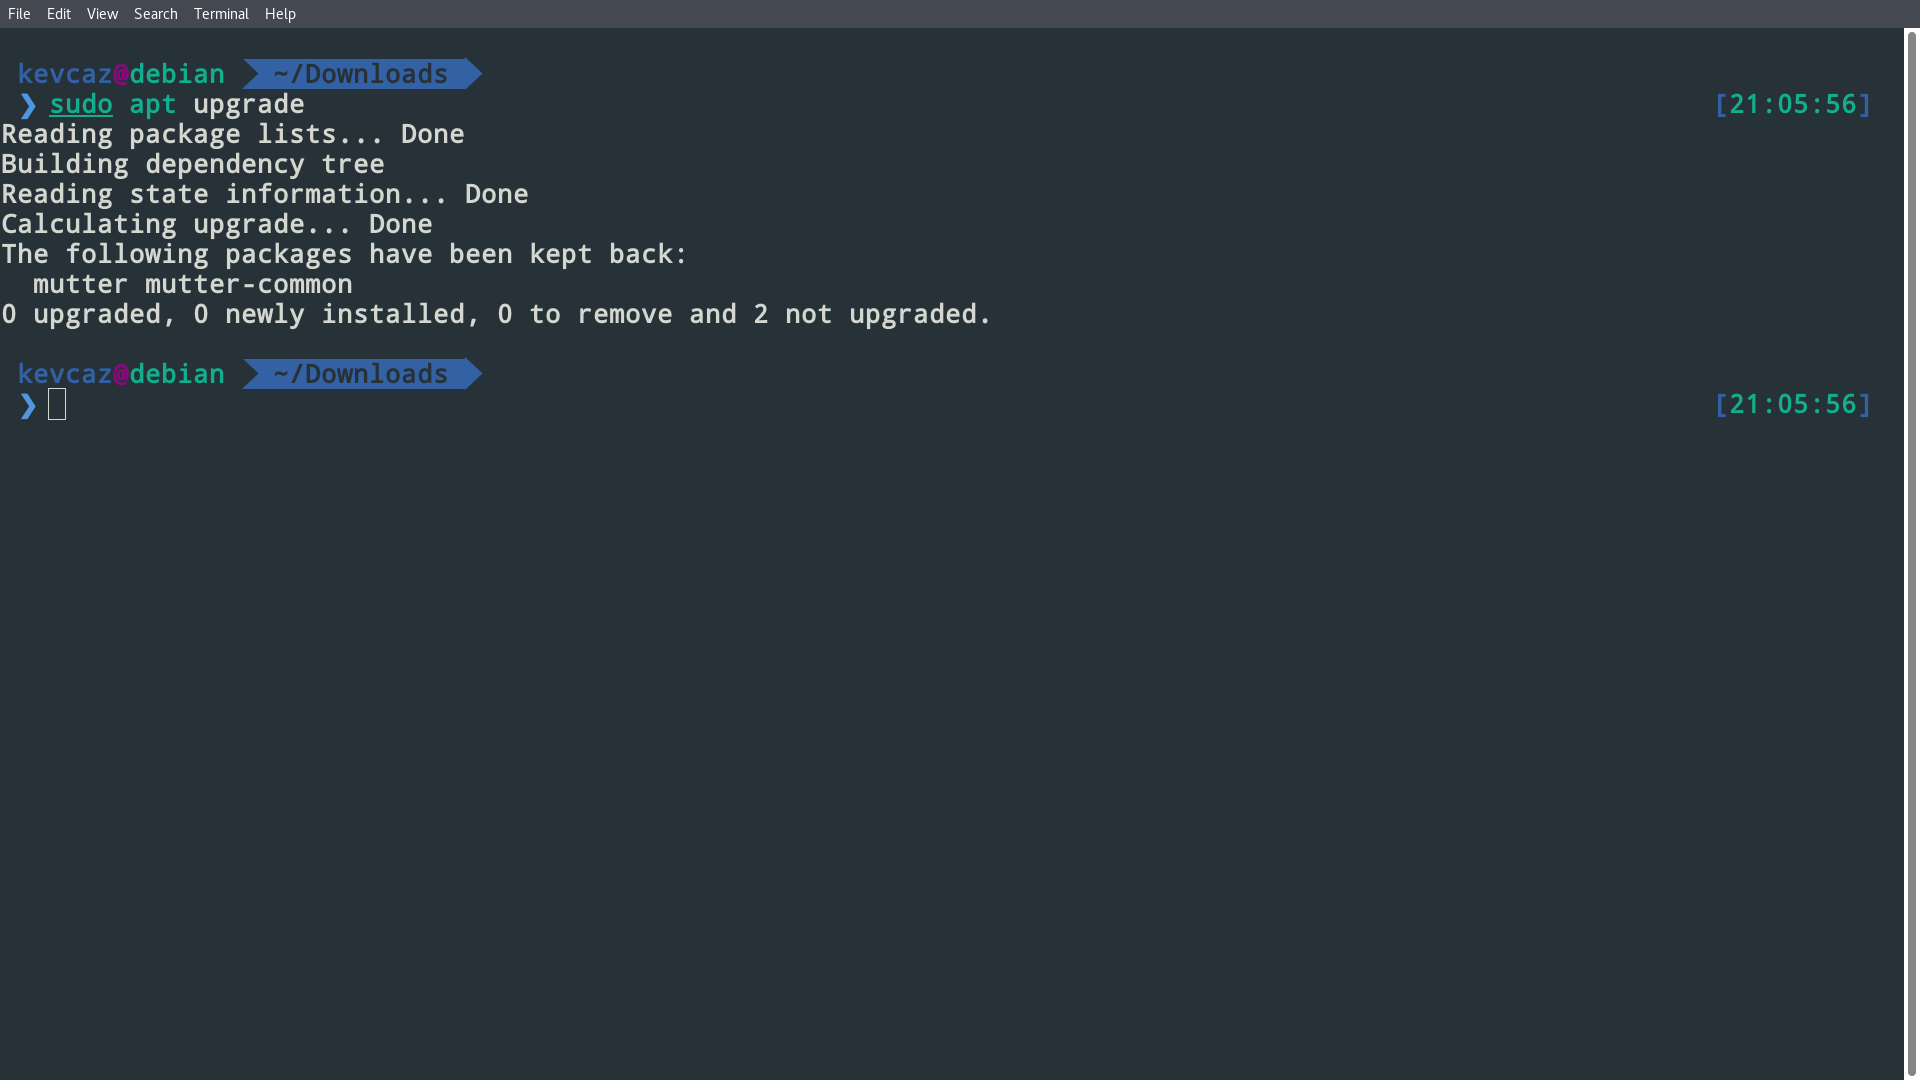 File Edit View Search Terminal Help
kevcaz@debian ~/Downloads
❯ sudo apt upgrade [21:05:56]
Reading package lists... Done
Building dependency tree
Reading state information... Done
Calculating upgrade... Done
The following packages have been kept back:
  mutter mutter-common
0 upgraded, 0 newly installed, 0 to remove and 2 not upgraded.
kevcaz@debian ~/Downloads
❯ [21:05:56]